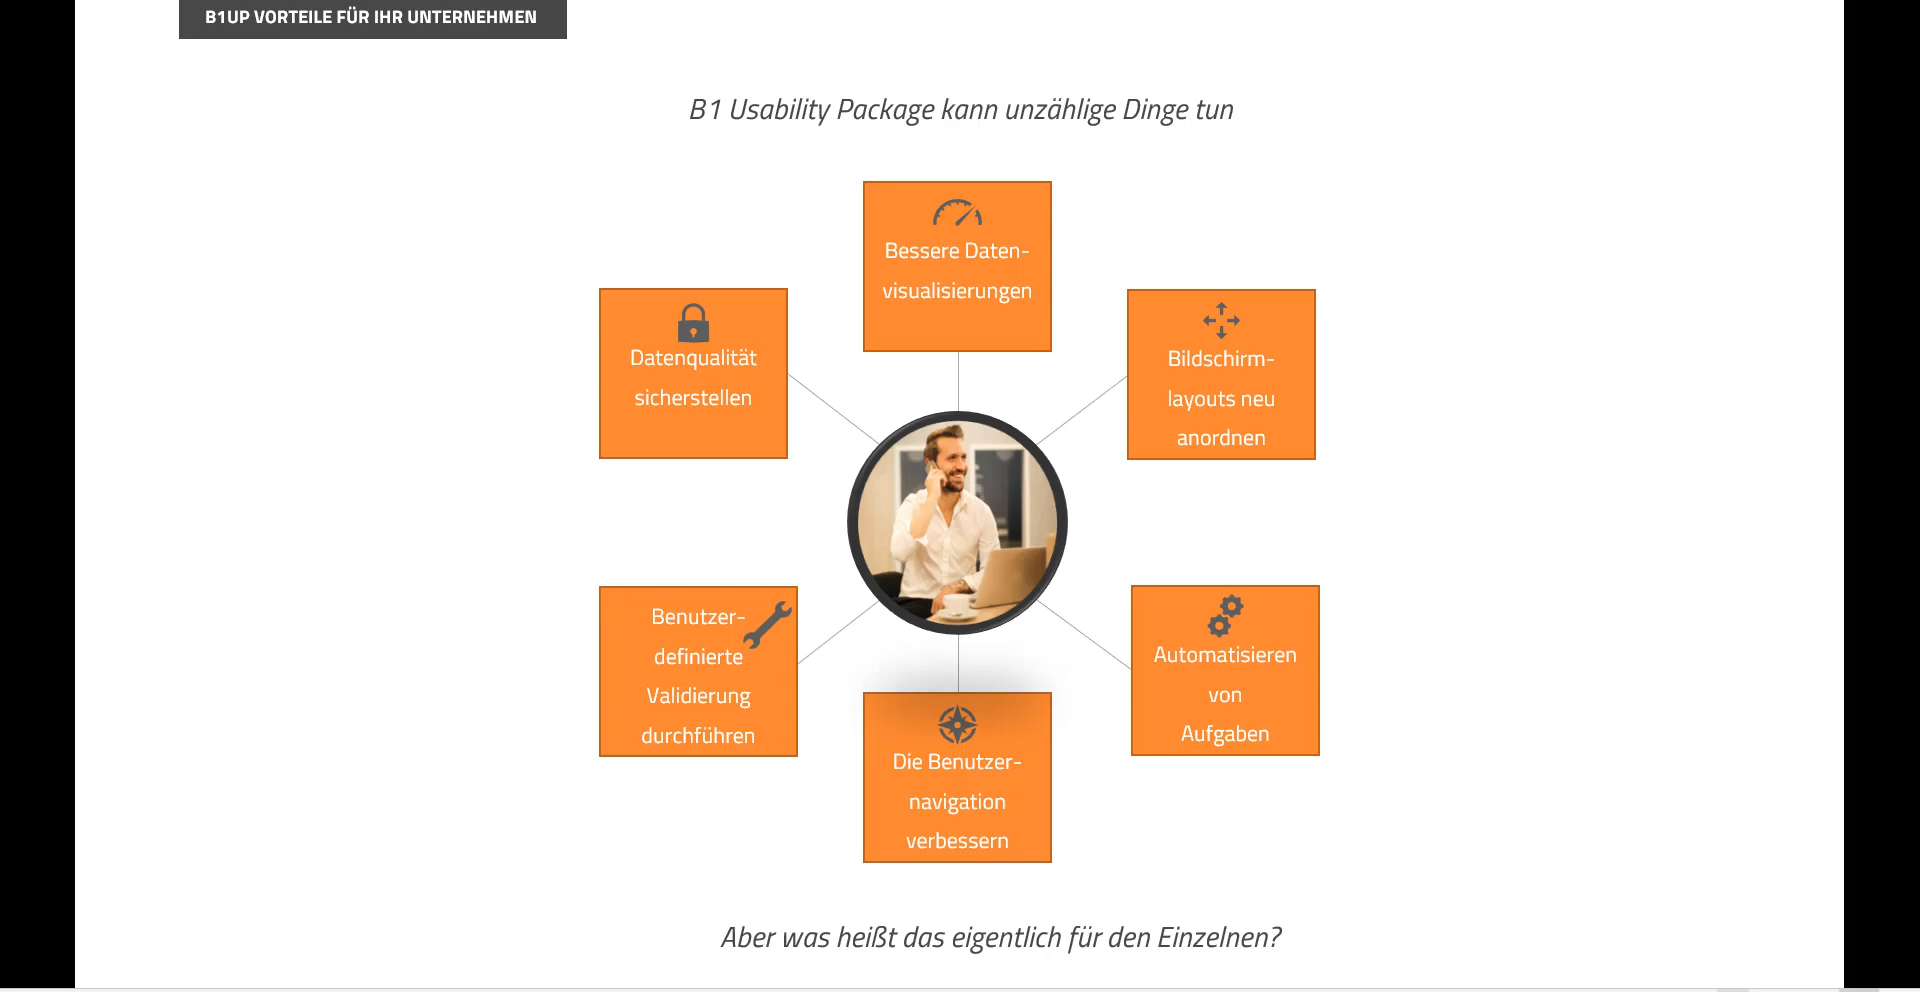 B1UP VORTEILE FÜR IHR UNTERNEHMEN
B1 Usability Package kann unzählige Dinge tun
Bessere Daten-
visualisierungen
Datenqualität
sicherstellen
Bildschirm-
layouts neu
anordnen
Benutzer-
definierte
Validierung
durchführen
Automatisieren
von
Aufgaben
Die Benutzer-
navigation
verbessern
Aber was heißt das eigentlich für den Einzelnen?